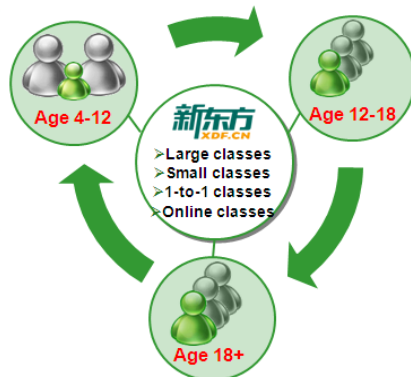 Age 4-12
Age 12-18
新东方
XDF.CN
➢Large classes
➢Small classes
➢1-to-1 classes
➢Online classes
Age 18+